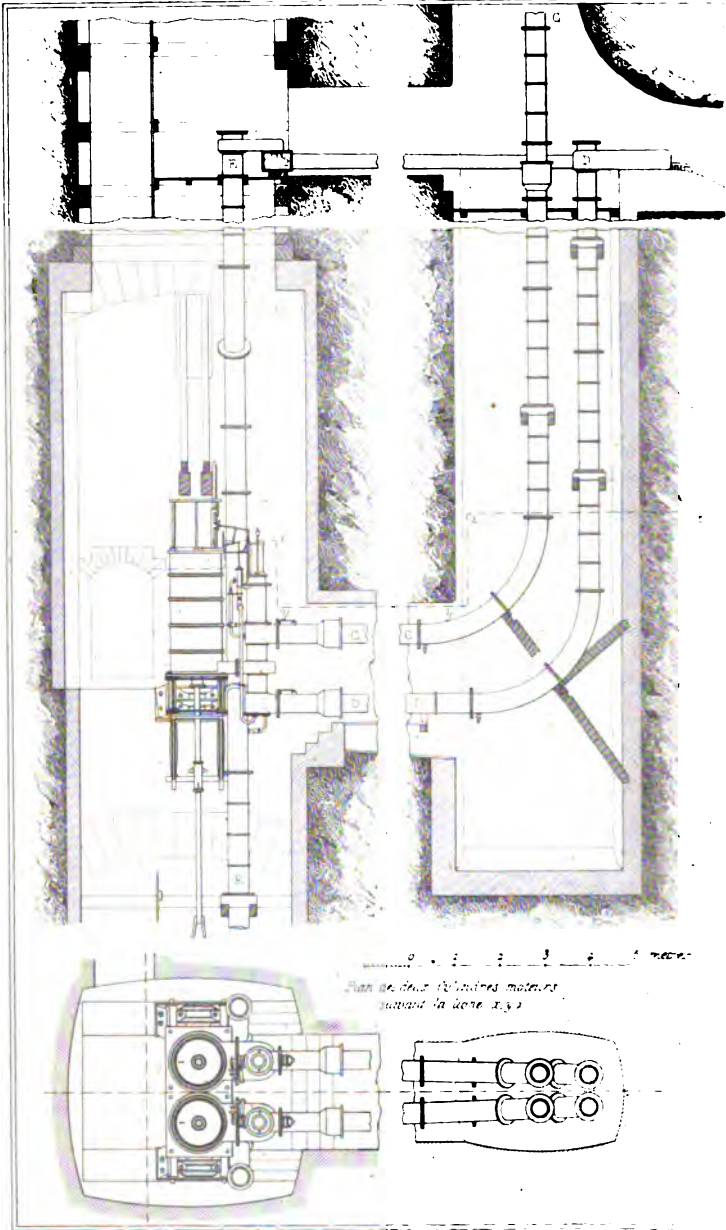 G
R
D
G G
D
R
0 1 2 3 4 5 mètres
Plan des deux Cylindres moteurs
suivant la ligne x.y.z